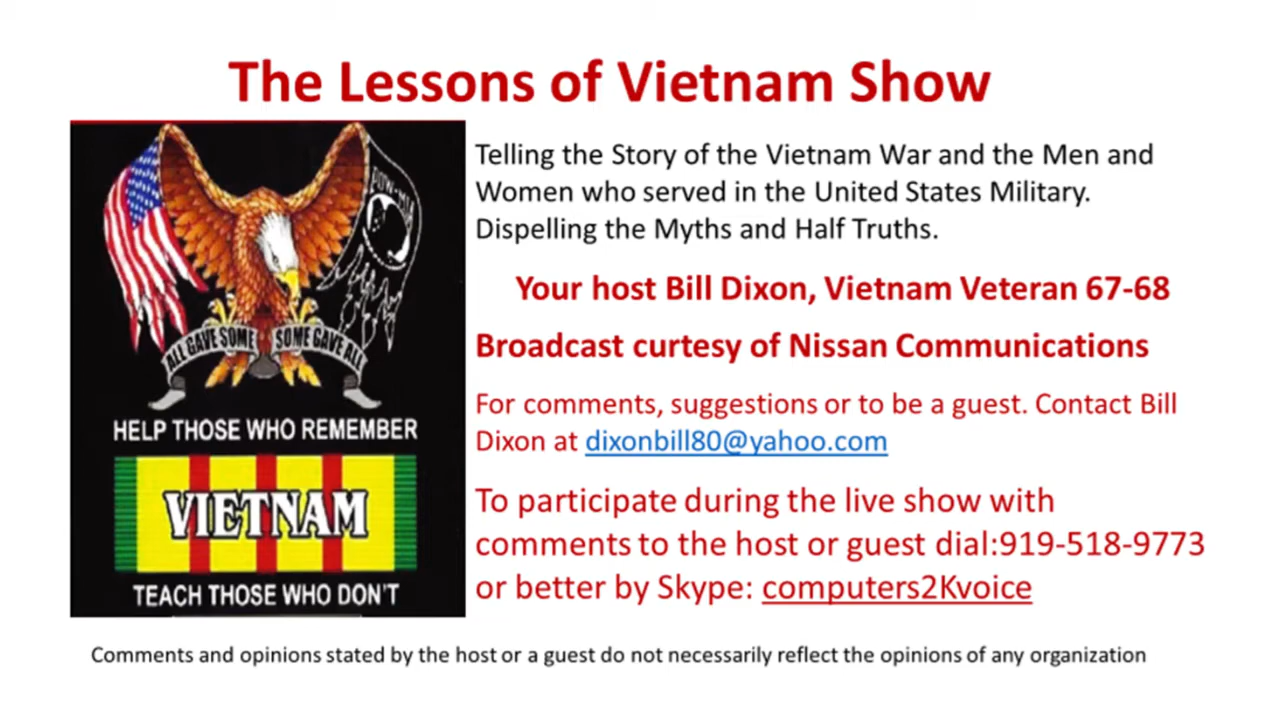 The Lessons of Vietnam Show
POW-MIA
ALL GAVE SOME SOME GAVE ALL
HELP THOSE WHO REMEMBER
VIETNAM
TEACH THOSE WHO DON'T
Telling the Story of the Vietnam War and the Men and
Women who served in the United States Military.
Dispelling the Myths and Half Truths.
Your host Bill Dixon, Vietnam Veteran 67-68
Broadcast curtesy of Nissan Communications
For comments, suggestions or to be a guest. Contact Bill
Dixon at dixonbill80@yahoo.com
To participate during the live show with
comments to the host or guest dial:919-518-9773
or better by Skype: computers2Kvoice
Comments and opinions stated by the host or a guest do not necessarily reflect the opinions of any organization